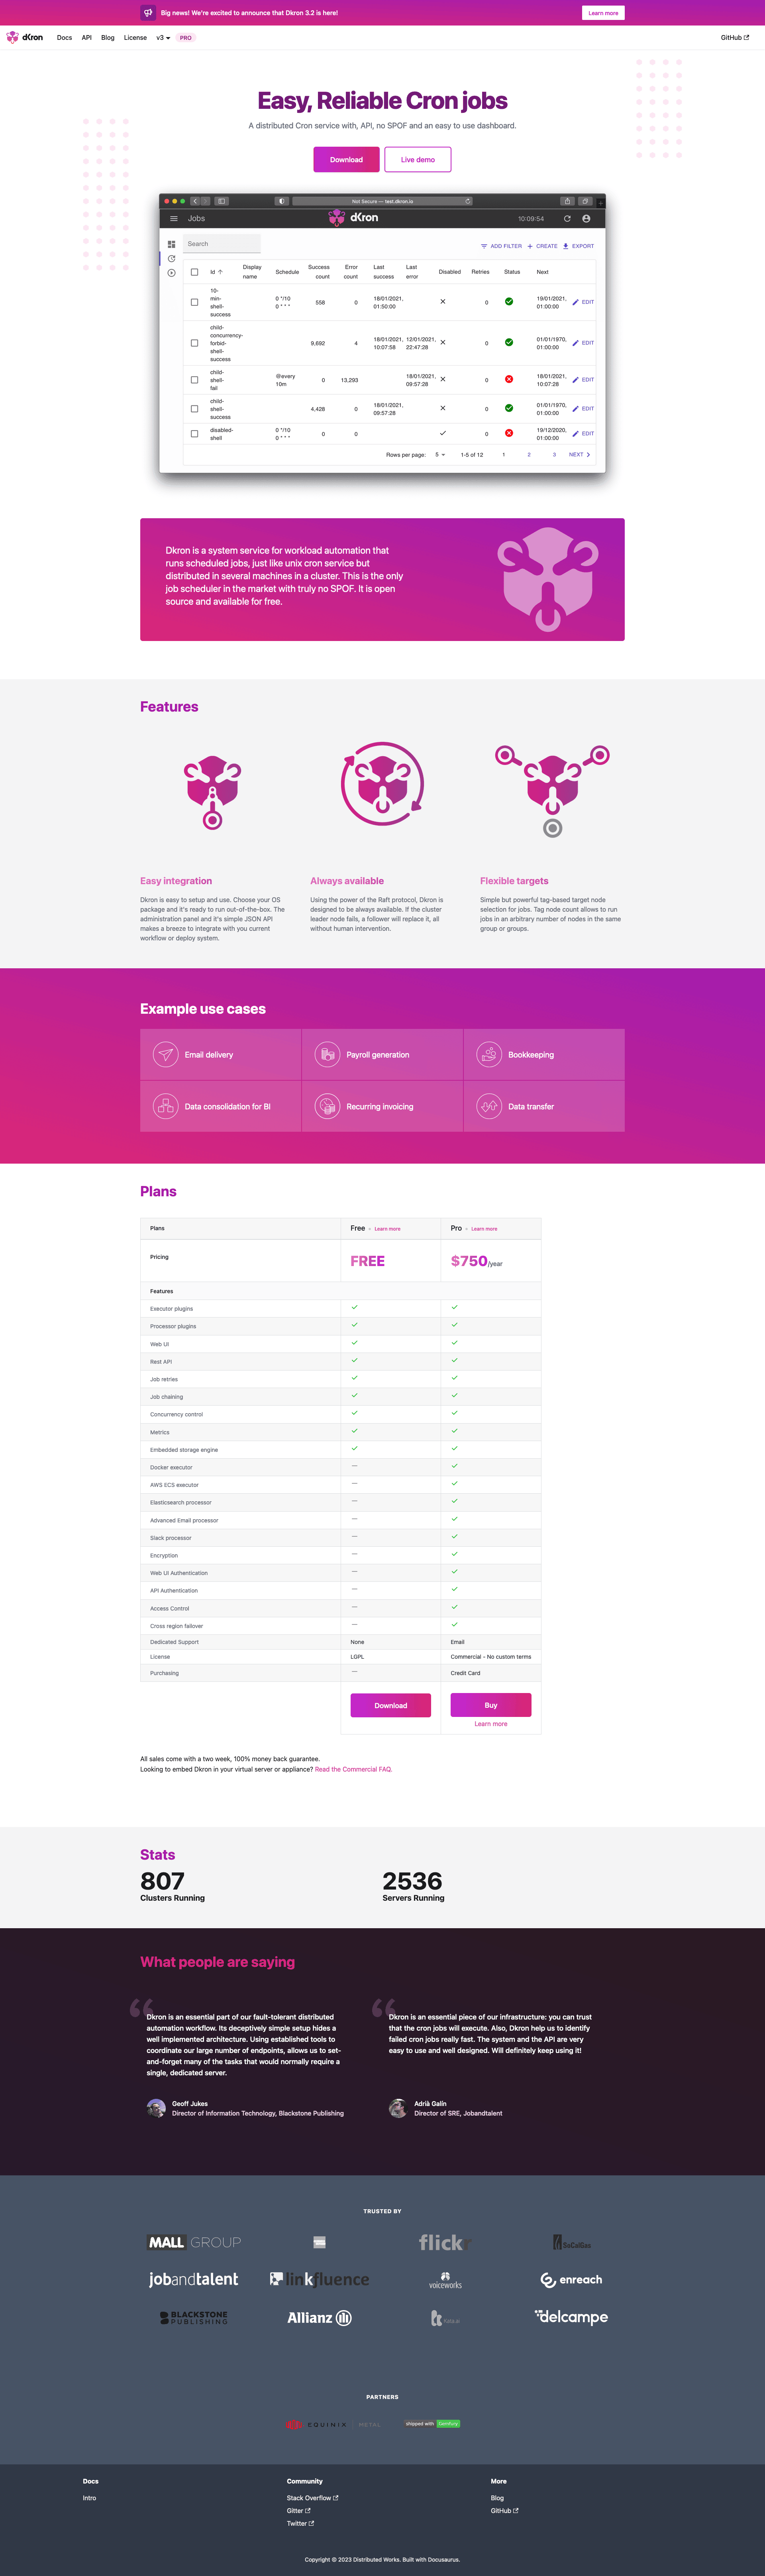 Big news! We're excited to announce that Dkron 3.2 is here!
Learn more
dKron
Docs
API
Blog
License
v3
PRO
GitHub
Easy, Reliable Cron jobs
A distributed Cron service with, API, no SPOF and an easy to use dashboard.
Download
Live demo
Not Secure — test.dkron.io
Jobs
dKron
10:09:54
Search
ADD FILTER
CREATE
EXPORT
Id
Display name
Schedule
Success count
Error count
Last success
Last error
Disabled
Retries
Status
Next
10-min-shell-success
0 */10 0 * * *
558
0
18/01/2021, 01:50:00
0
19/01/2021, 01:00:00
EDIT
child-concurrency-forbid-shell-success
9,692
4
18/01/2021, 10:07:58
12/01/2021, 22:47:28
0
01/01/1970, 01:00:00
EDIT
child-shell-fail
@every 10m
0
13,293
18/01/2021, 09:57:28
0
18/01/2021, 10:07:28
EDIT
child-shell-success
4,428
0
18/01/2021, 09:57:28
0
01/01/1970, 01:00:00
EDIT
disabled-shell
0 */10 0 * * *
0
0
0
19/12/2020, 01:00:00
EDIT
Rows per page:
5
1-5 of 12
1
2
3
NEXT
Dkron is a system service for workload automation that
runs scheduled jobs, just like unix cron service but
distributed in several machines in a cluster. This is the only
job scheduler in the market with truly no SPOF. It is open
source and available for free.
Features
Easy integration
Dkron is easy to setup and use. Choose your OS
package and it's ready to run out-of-the-box. The
administration panel and it's simple JSON API
makes a breeze to integrate with you current
workflow or deploy system.
Always available
Using the power of the Raft protocol, Dkron is
designed to be always available. If the cluster
leader node fails, a follower will replace it, all
without human intervention.
Flexible targets
Simple but powerful tag-based target node
selection for jobs. Tag node count allows to run
jobs in an arbitrary number of nodes in the same
group or groups.
Example use cases
Email delivery
Payroll generation
Bookkeeping
Data consolidation for BI
Recurring invoicing
Data transfer
Plans
Plans
Free + Learn more
Pro + Learn more
Pricing
FREE
$750/year
Features
Executor plugins
Processor plugins
Web UI
Rest API
Job retries
Job chaining
Concurrency control
Metrics
Embedded storage engine
Docker executor
AWS ECS executor
Elasticsearch processor
Advanced Email processor
Slack processor
Encryption
Web UI Authentication
API Authentication
Access Control
Cross region failover
Dedicated Support
None
Email
License
LGPL
Commercial - No custom terms
Purchasing
Credit Card
Download
Buy
Learn more
All sales come with a two week, 100% money back guarantee.
Looking to embed Dkron in your virtual server or appliance? Read the Commercial FAQ.
Stats
807
Clusters Running
2536
Servers Running
What people are saying
Dkron is an essential part of our fault-tolerant distributed
automation workflow. Its deceptively simple setup hides a
well implemented architecture. Using established tools to
coordinate our large number of endpoints, allows us to set-
and-forget many of the tasks that would normally require a
single, dedicated server.
Geoff Jukes
Director of Information Technology, Blackstone Publishing
Dkron is an essential piece of our infrastructure: you can trust
that the cron jobs will execute. Also, Dkron help us to identify
failed cron jobs really fast. The system and the API are very
easy to use and well designed. Will definitely keep using it!
Adrià Galin
Director of SRE, Jobandtalent
TRUSTED BY
MALL GROUP
flickr
SoCalGas
jobandtalent
linkfluence
voiceworks
enreach
BLACKSTONE
PUBLISHING
Allianz
delcampe
PARTNERS
EQUINIX METAL
shipped with Gemfury
Docs
Intro
Community
Stack Overflow
Gitter
Twitter
More
Blog
GitHub
Copyright © 2023 Distributed Works. Built with Docusaurus.